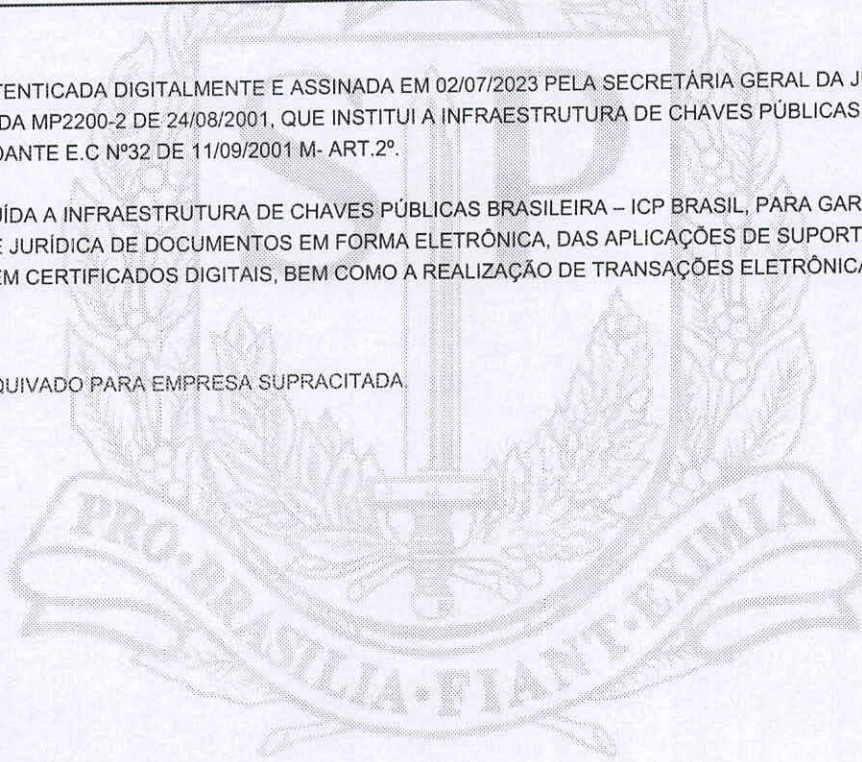 TENTICADA DIGITALMENTE E ASSINADA EM 02/07/2023 PELA SECRETÁRIA GERAL DA JU
DA MP2200-2 DE 24/08/2001, QUE INSTITUI A INFRAESTRUTURA DE CHAVES PÚBLICAS
DANTE E.C Nº32 DE 11/09/2001 M- ART.2º.
UÍDA A INFRAESTRUTURA DE CHAVES PÚBLICAS BRASILEIRA – ICP BRASIL, PARA GAR
E JURÍDICA DE DOCUMENTOS EM FORMA ELETRÔNICA, DAS APLICAÇÕES DE SUPORT
EM CERTIFICADOS DIGITAIS, BEM COMO A REALIZAÇÃO DE TRANSAÇÕES ELETRÔNICA
QUIVADO PARA EMPRESA SUPRACITADA.
SP
PRO·BRASILIA·FIANT·EXIMIA